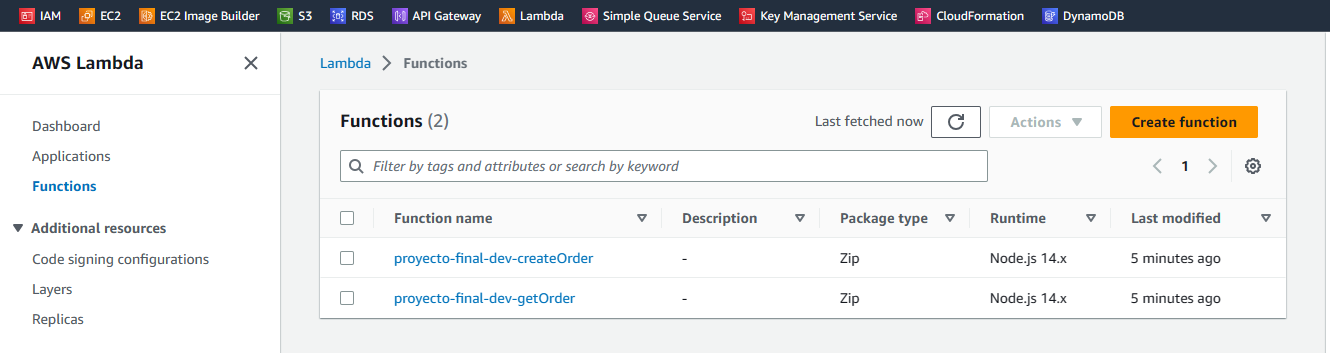 IAM EC2 EC2 Image Builder S3 RDS API Gateway Lambda Simple Queue Service Key Management Service CloudFormation DynamoDB
AWS Lambda
Dashboard
Applications
Functions
Additional resources
Code signing configurations
Layers
Replicas
Lambda Functions
Functions (2)
Last fetched now
Actions
Create function
Filter by tags and attributes or search by keyword
1
Function name Description Package type Runtime Last modified
proyecto-final-dev-createOrder - Zip Node.js 14.x 5 minutes ago
proyecto-final-dev-getOrder - Zip Node.js 14.x 5 minutes ago